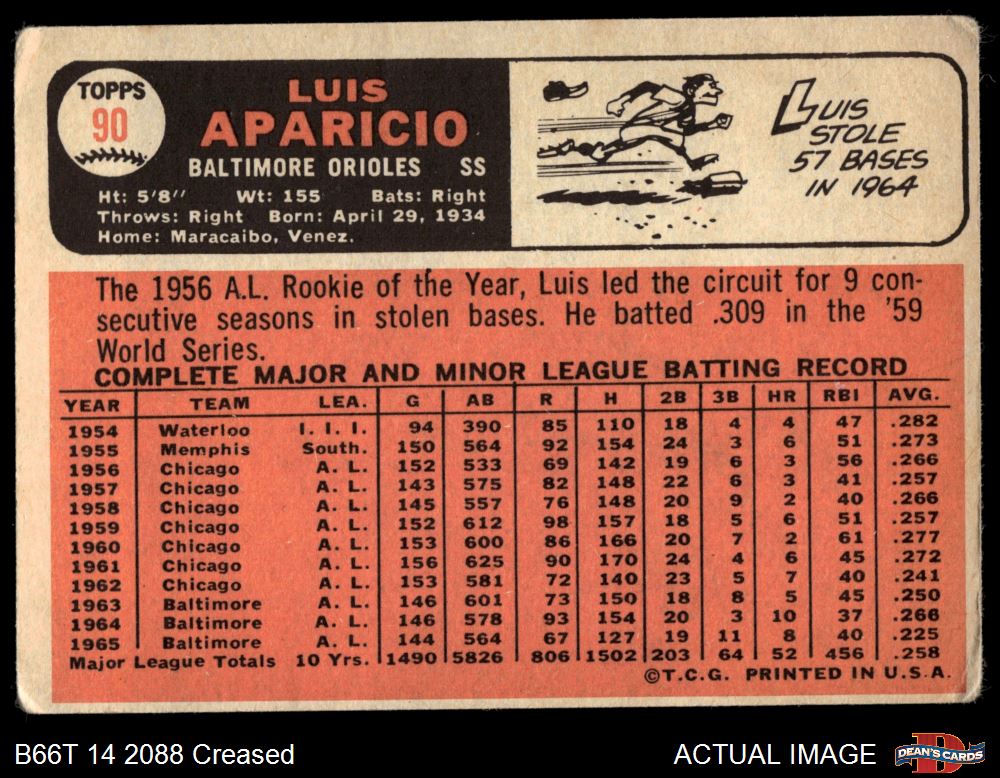 TOPPS
90
LUIS
APARICIO
BALTIMORE ORIOLES SS
Ht: 5'8" Wt: 155 Bats: Right
Throws: Right Born: April 29, 1934
Home: Maracaibo, Venez.
LUIS
STOLE
57 BASES
IN 1964
The 1956 A.L. Rookie of the Year, Luis led the circuit for 9 con-
secutive seasons in stolen bases. He batted .309 in the '59
World Series.
COMPLETE MAJOR AND MINOR LEAGUE BATTING RECORD
YEAR TEAM LEA. G AB R H 2B 3B HR RBI AVG.
1954 Waterloo I. I. I. 94 390 85 110 18 4 4 47 .282
1955 Memphis South. 150 564 92 154 24 3 6 51 .273
1956 Chicago A. L. 152 533 69 142 19 6 3 56 .266
1957 Chicago A. L. 143 575 82 148 22 6 3 41 .257
1958 Chicago A. L. 145 557 76 148 20 9 2 40 .266
1959 Chicago A. L. 152 612 98 157 18 5 6 51 .257
1960 Chicago A. L. 153 600 86 166 20 7 2 61 .277
1961 Chicago A. L. 156 625 90 170 24 4 6 45 .272
1962 Chicago A. L. 153 581 72 140 23 5 7 40 .241
1963 Baltimore A. L. 146 601 73 150 18 8 5 45 .250
1964 Baltimore A. L. 146 578 93 154 20 3 10 37 .266
1965 Baltimore A. L. 144 564 67 127 19 11 8 40 .225
Major League Totals 10 Yrs. 1490 5826 806 1502 203 64 52 456 .258
©T.C.G. PRINTED IN U.S.A.
B66T 14 2088 Creased
ACTUAL IMAGE
DEAN'S CARDS